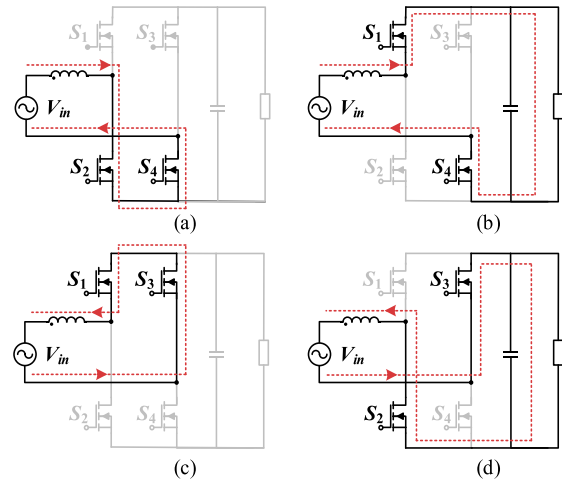 S1 S3
Vin
S2 S4
(a)
S1 S3
Vin
S2 S4
(b)
S1 S3
Vin
S2 S4
(c)
S1 S3
Vin
S2 S4
(d)